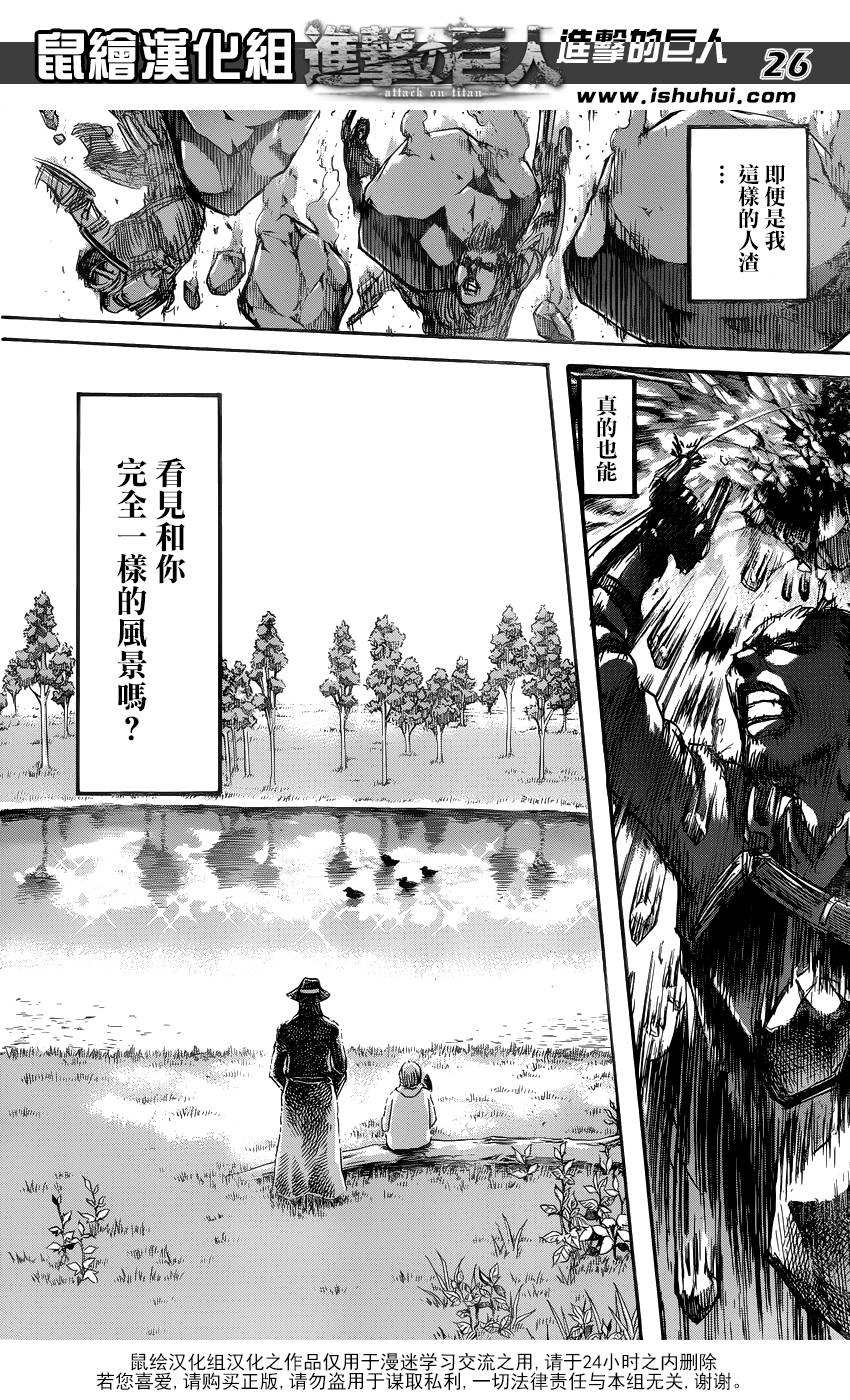 鼠繪漢化組
進撃の巨人
attack on titan
進擊的巨人
26
www.ishuhui.com
即便是我
這樣的人渣
…
真的也能
看見和你
完全一樣的風景嗎？
鼠绘汉化组汉化之作品仅用于漫迷学习交流之用,请于24小时之内删除
若您喜爱,请购买正版,请勿盗用于谋取私利,一切法律责任与本组无关,谢谢。